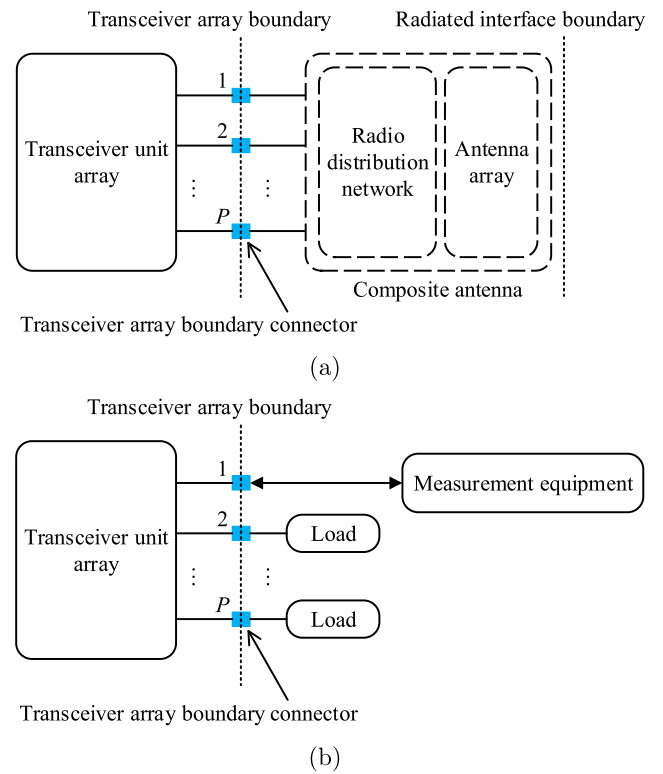 Transceiver array boundary
Radiated interface boundary
Transceiver unit
array
1
2
⋮
⋮
P
Radio
distribution
network
Antenna
array
Composite antenna
Transceiver array boundary connector
(a)
Transceiver array boundary
Transceiver unit
array
1
Measurement equipment
2
Load
⋮
⋮
P
Load
Transceiver array boundary connector
(b)